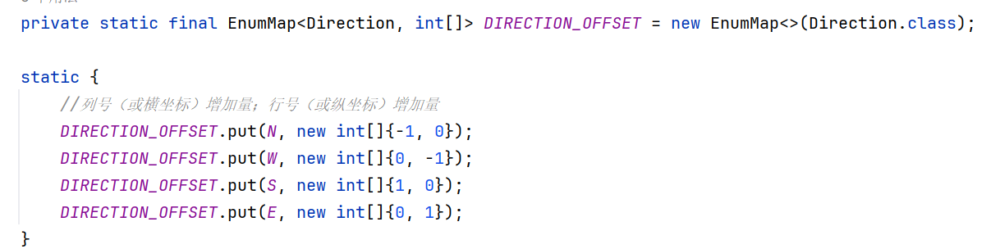 private static final EnumMap<Direction, int[]> DIRECTION_OFFSET = new EnumMap<>(Direction.class);
static {
//列号（或横坐标）增加量；行号（或纵坐标）增加量
DIRECTION_OFFSET.put(N, new int[]{-1, 0});
DIRECTION_OFFSET.put(W, new int[]{0, -1});
DIRECTION_OFFSET.put(S, new int[]{1, 0});
DIRECTION_OFFSET.put(E, new int[]{0, 1});
}